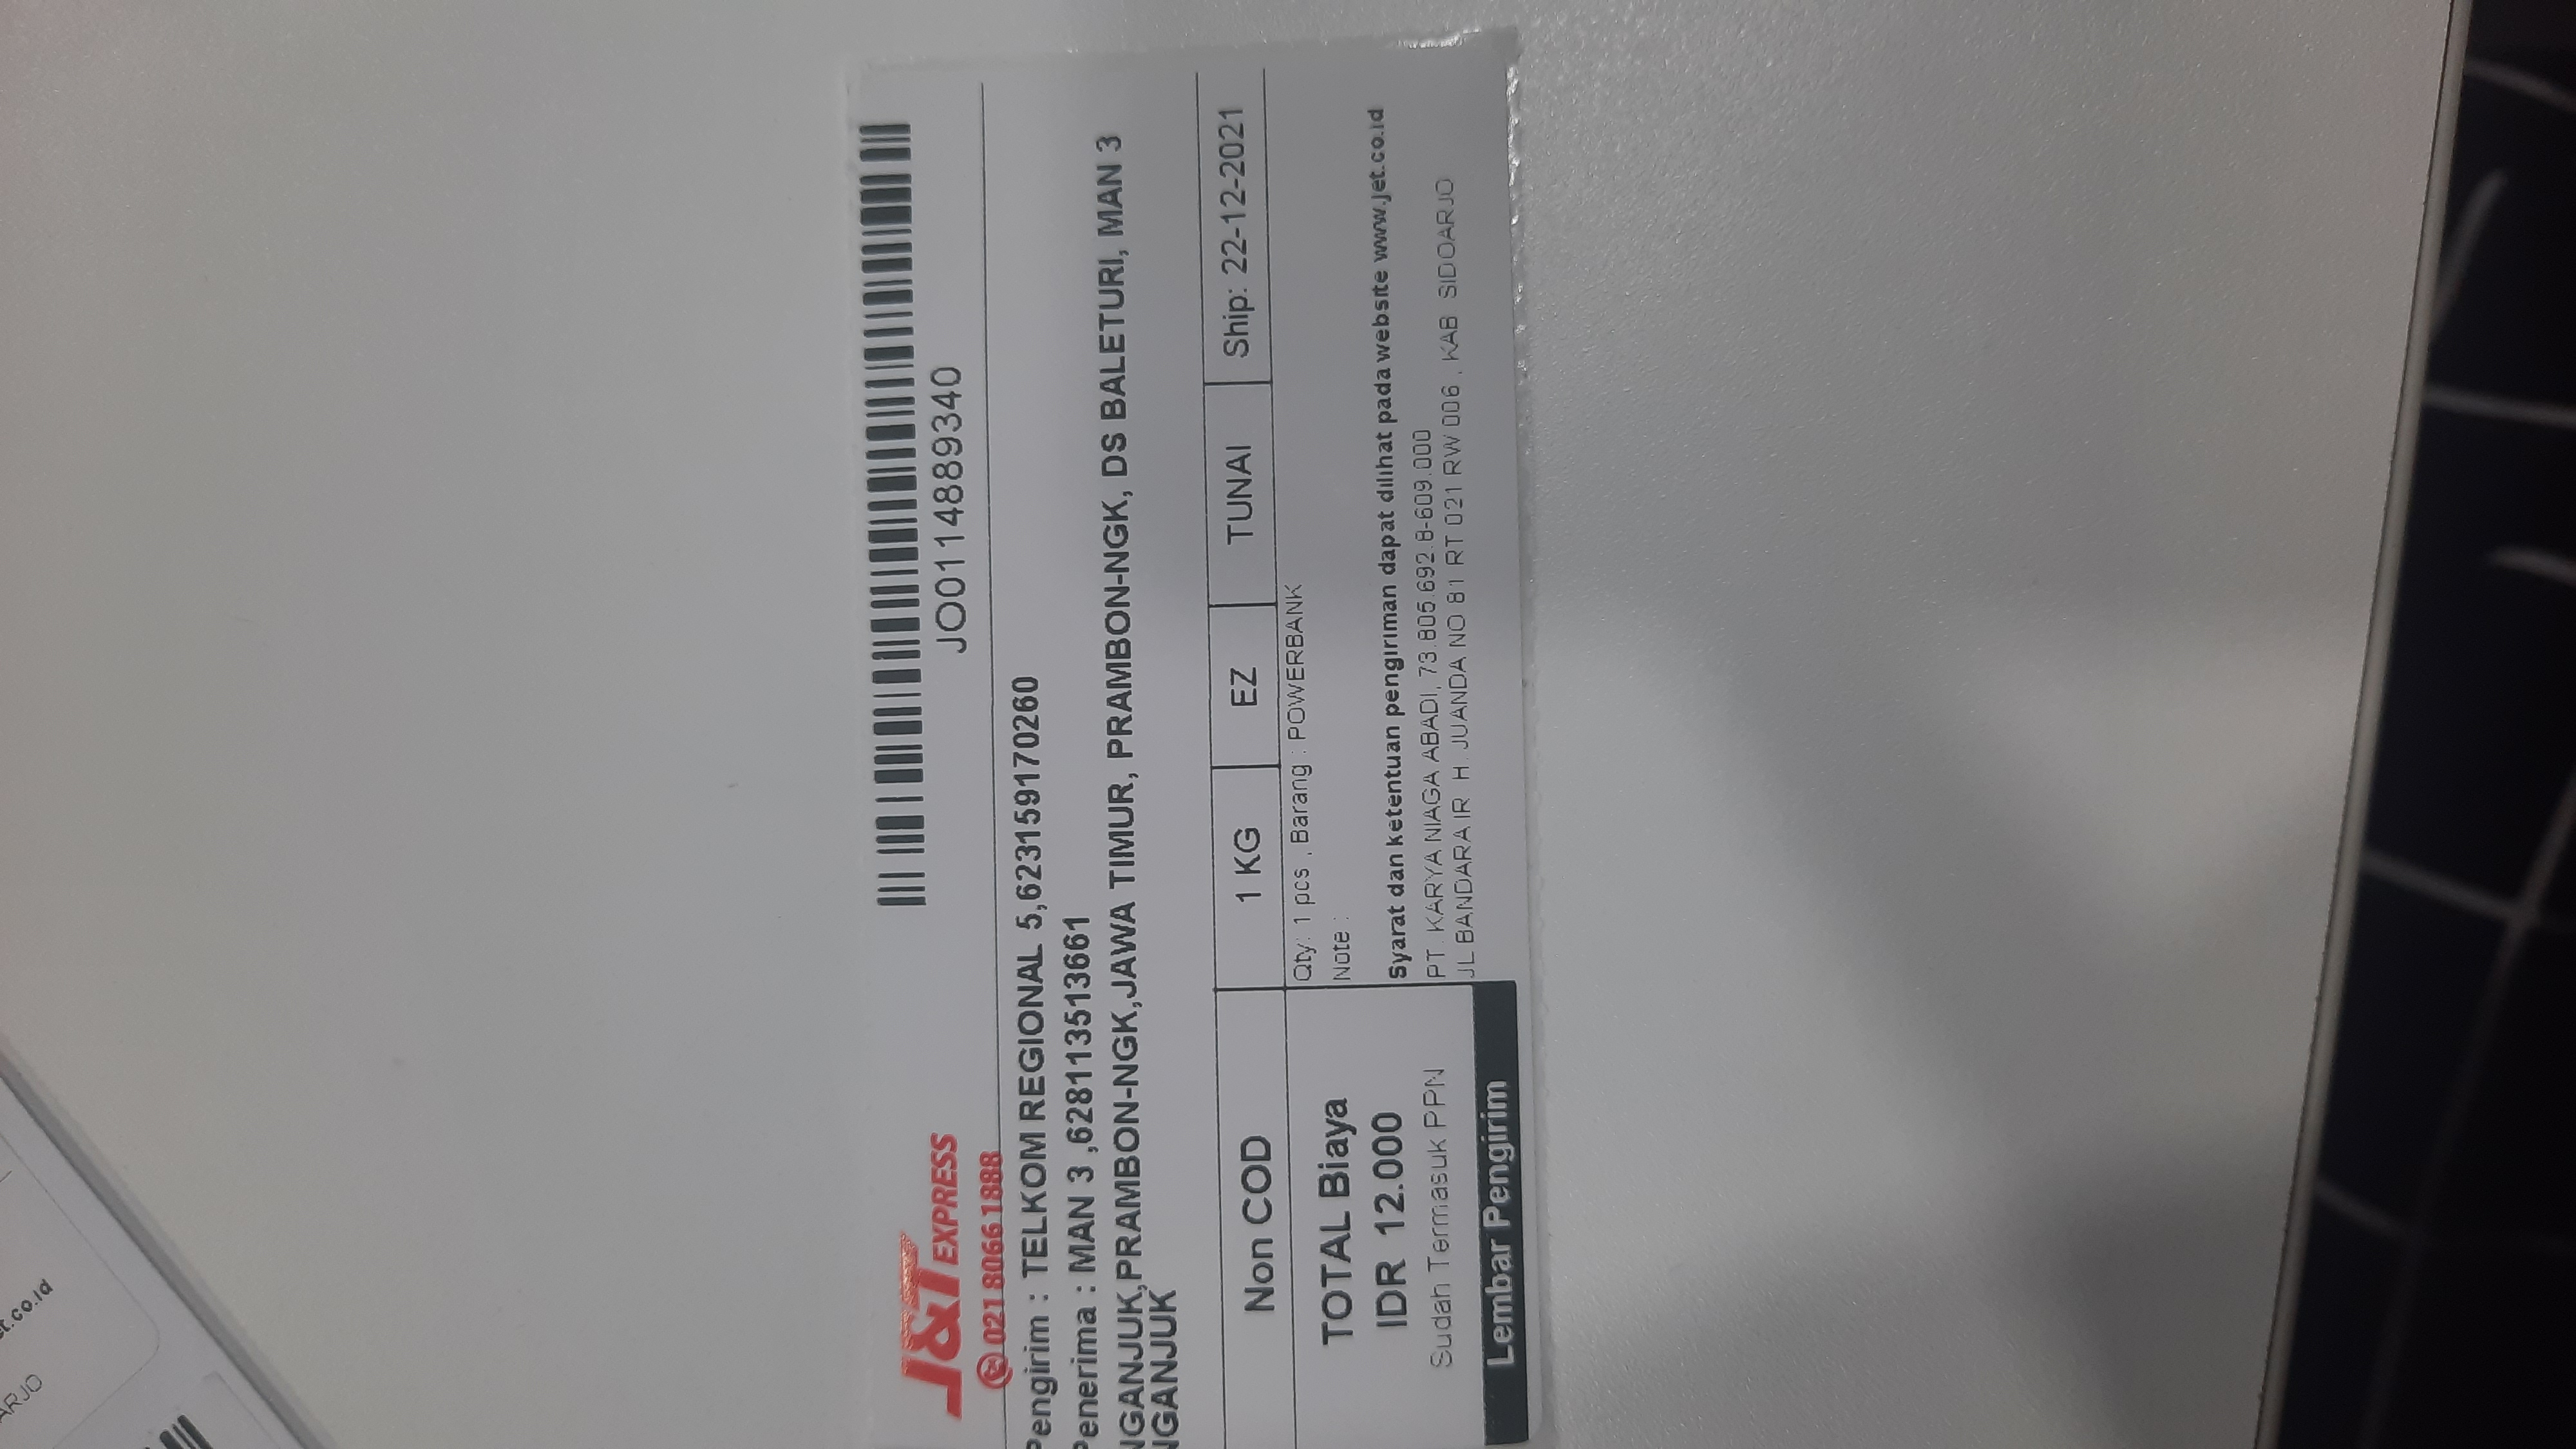 et.co.id
ARJO
J&T EXPRESS
021 8066 1888
JO0114889340
Pengirim : TELKOM REGIONAL 5,623159170260
Penerima : MAN 3 ,628113513661
NGANJUK,PRAMBON-NGK,JAWA TIMUR, PRAMBON-NGK, DS BALETURI, MAN 3
NGANJUK
Non COD 1 KG EZ TUNAI Ship: 22-12-2021
Qty: 1 pcs , Barang : POWERBANK
Note :
TOTAL Biaya
IDR 12.000
Sudah Termasuk PPN
Lembar Pengirim
Syarat dan ketentuan pengiriman dapat dilihat pada website www.jet.co.id
PT. KARYA NIAGA ABADI, 73.805.692.8-609.000
JL BANDARA IR. H. JUANDA NO 81 RT 021 RW 006 , KAB. SIDOARJO